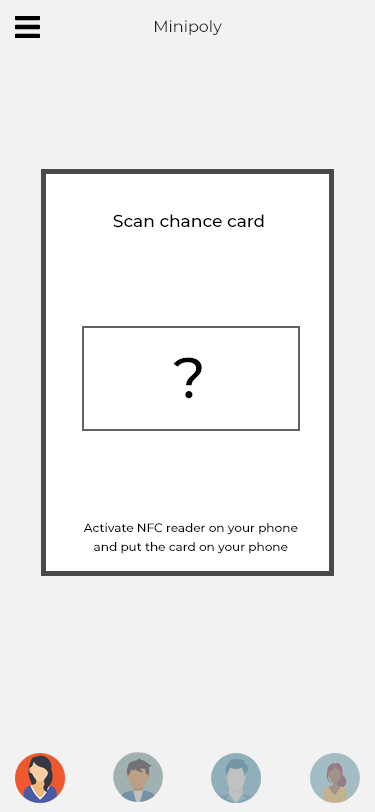 Minipoly
Scan chance card
?
Activate NFC reader on your phone
and put the card on your phone